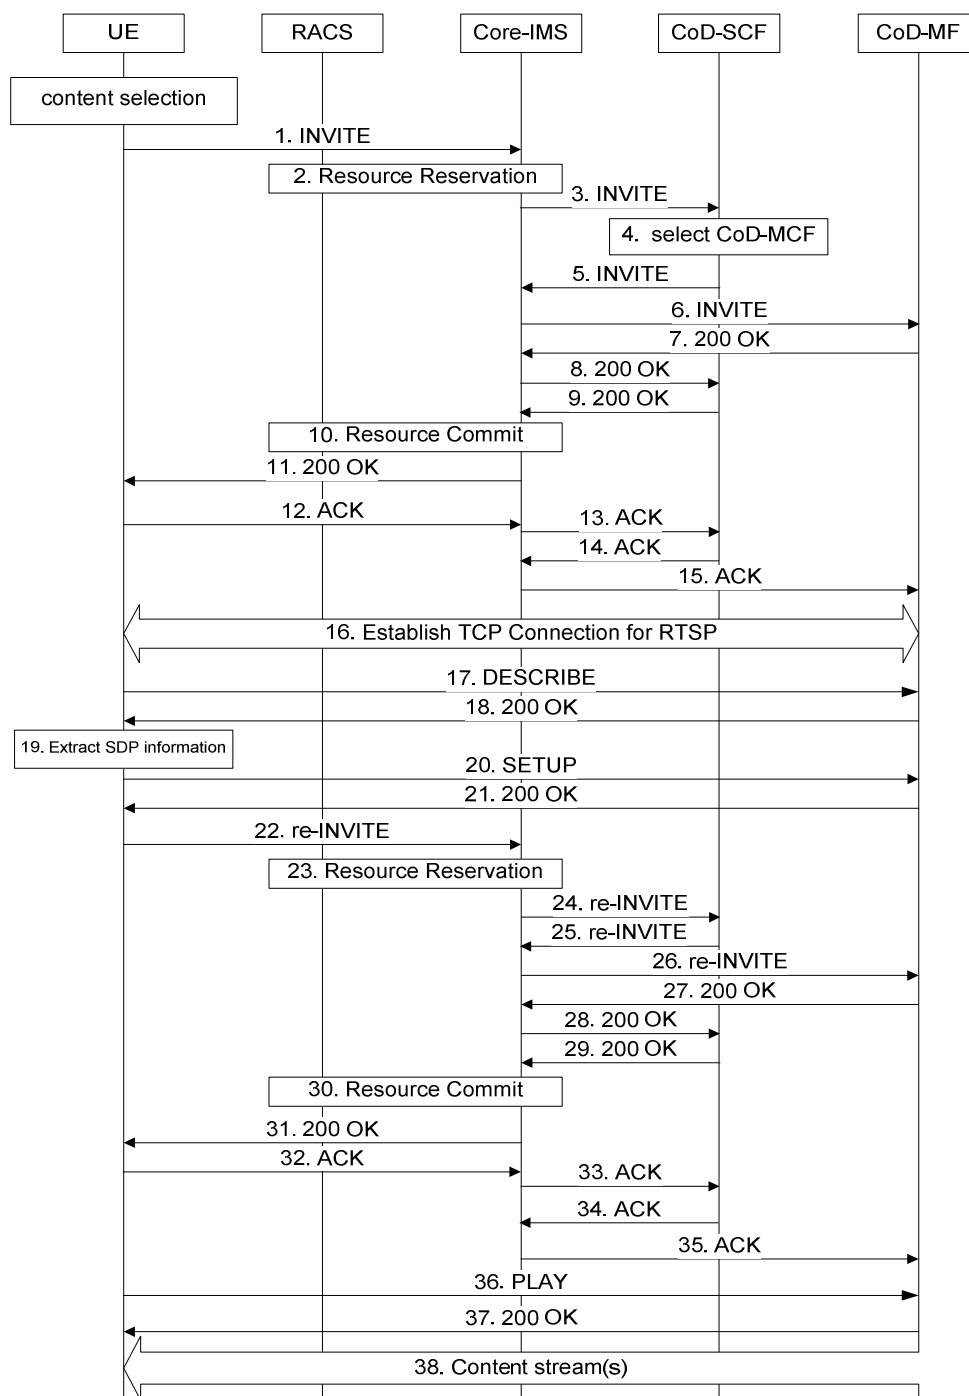 UE
RACS
Core-IMS
CoD-SCF
CoD-MF
content selection
1. INVITE
2. Resource Reservation
3. INVITE
4. select CoD-MCF
5. INVITE
6. INVITE
7. 200 OK
8. 200 OK
9. 200 OK
10. Resource Commit
11. 200 OK
12. ACK
13. ACK
14. ACK
15. ACK
16. Establish TCP Connection for RTSP
17. DESCRIBE
18. 200 OK
19. Extract SDP information
20. SETUP
21. 200 OK
22. re-INVITE
23. Resource Reservation
24. re-INVITE
25. re-INVITE
26. re-INVITE
27. 200 OK
28. 200 OK
29. 200 OK
30. Resource Commit
31. 200 OK
32. ACK
33. ACK
34. ACK
35. ACK
36. PLAY
37. 200 OK
38. Content stream(s)